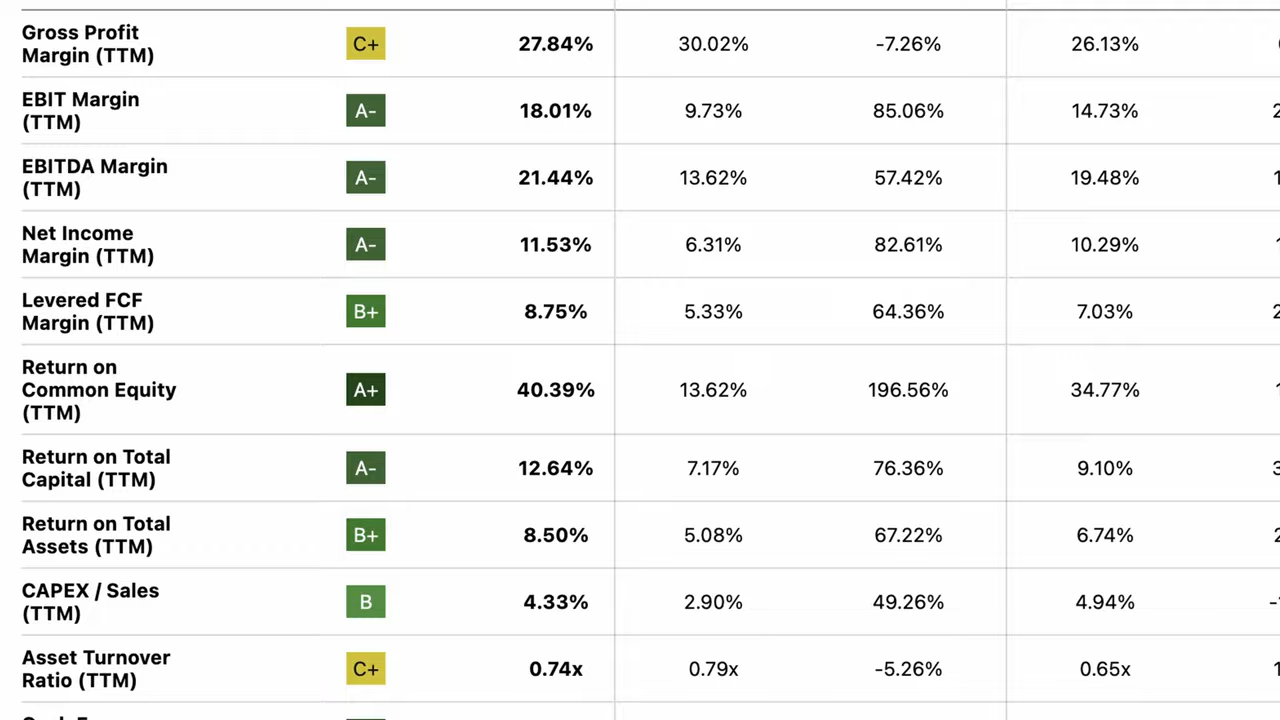 Gross Profit
Margin (TTM) C+ 27.84% 30.02% -7.26% 26.13%
EBIT Margin
(TTM) A- 18.01% 9.73% 85.06% 14.73%
EBITDA Margin
(TTM) A- 21.44% 13.62% 57.42% 19.48%
Net Income
Margin (TTM) A- 11.53% 6.31% 82.61% 10.29%
Levered FCF
Margin (TTM) B+ 8.75% 5.33% 64.36% 7.03%
Return on
Common Equity
(TTM) A+ 40.39% 13.62% 196.56% 34.77%
Return on Total
Capital (TTM) A- 12.64% 7.17% 76.36% 9.10%
Return on Total
Assets (TTM) B+ 8.50% 5.08% 67.22% 6.74%
CAPEX / Sales
(TTM) B 4.33% 2.90% 49.26% 4.94%
Asset Turnover
Ratio (TTM) C+ 0.74x 0.79x -5.26% 0.65x